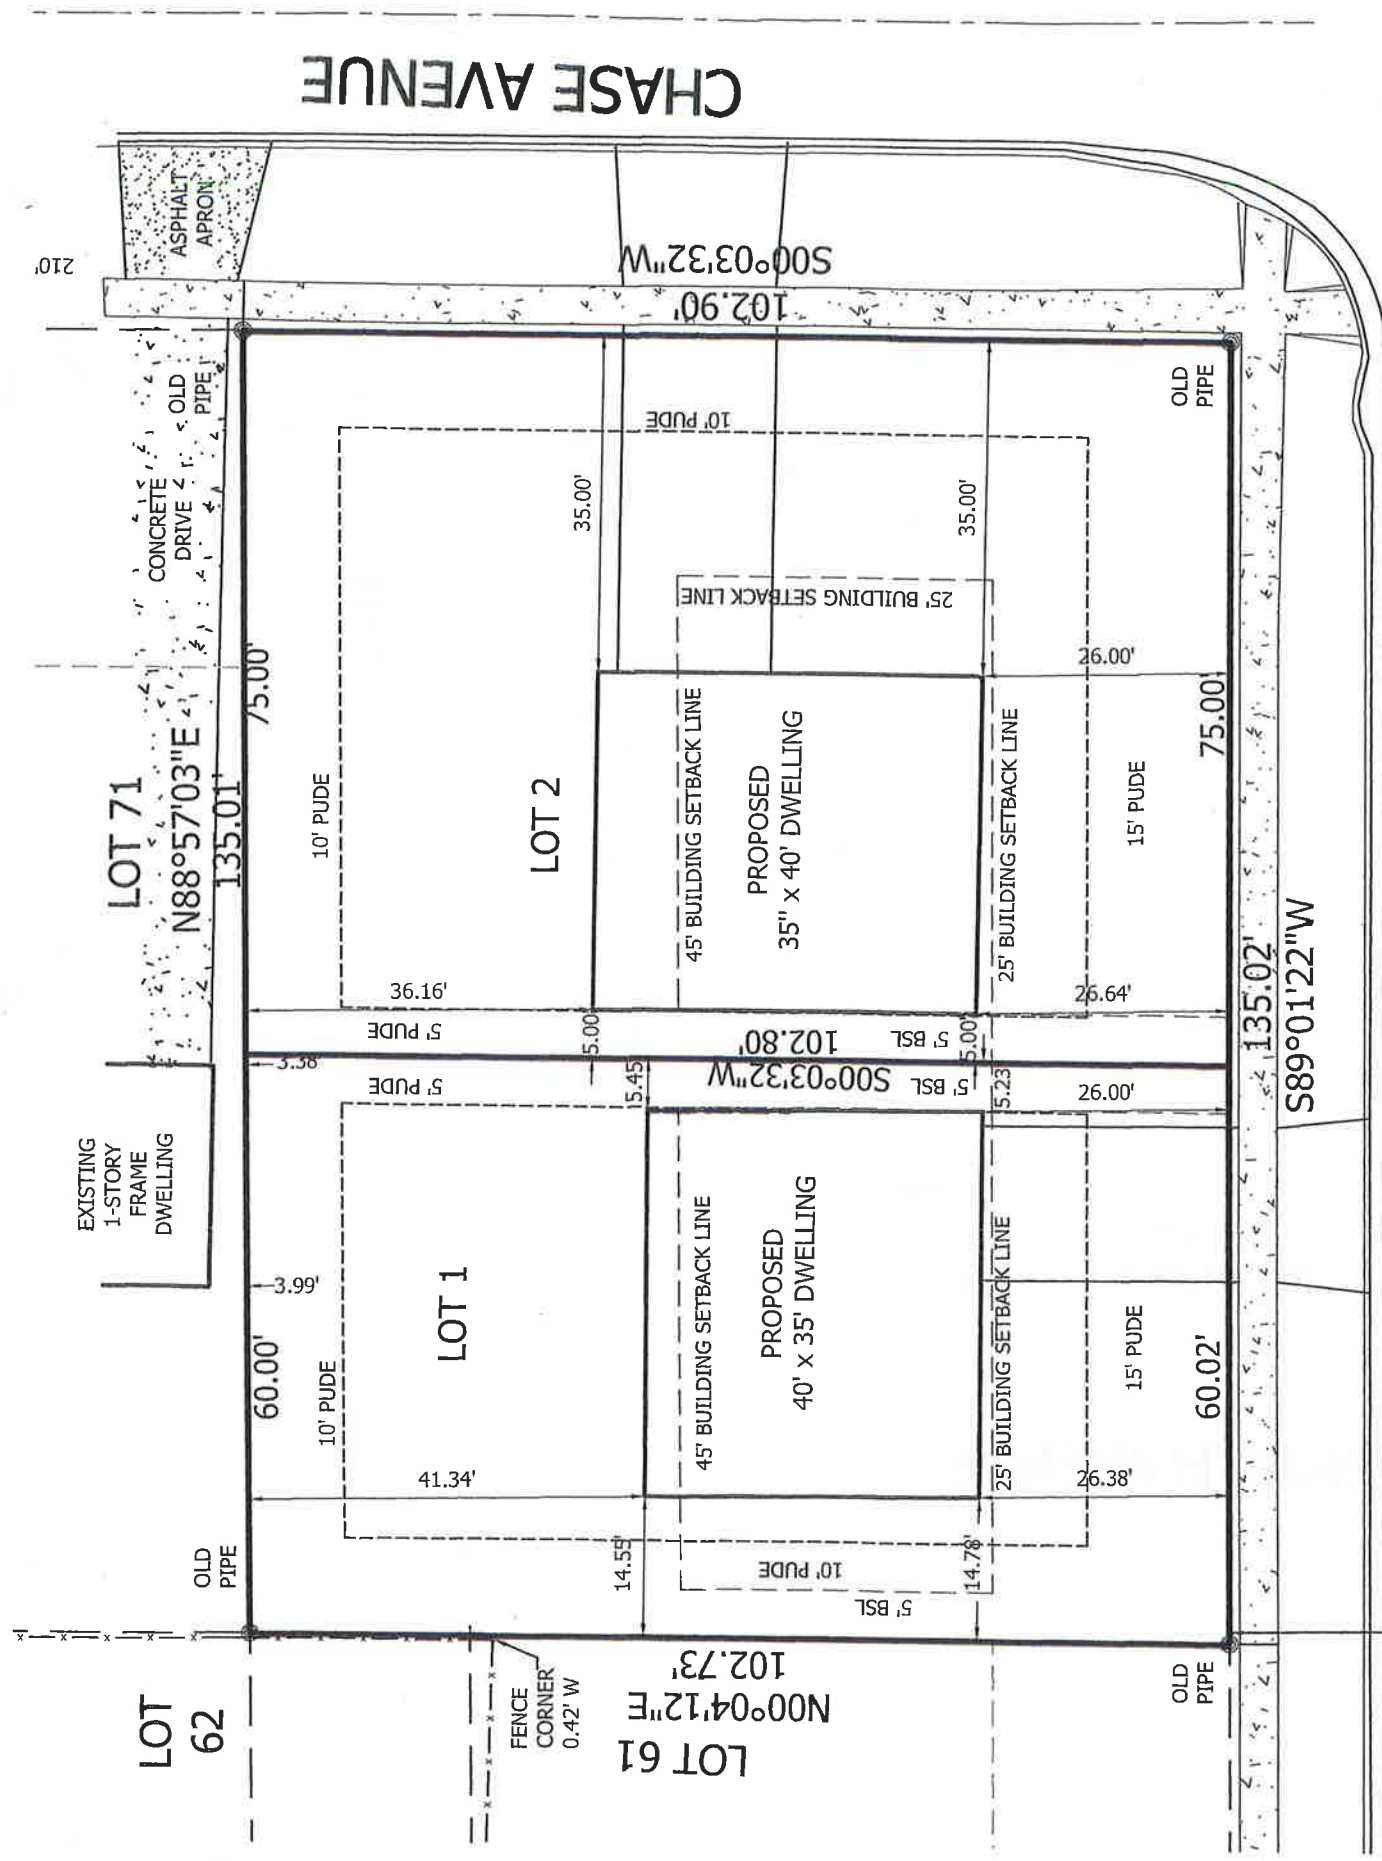 CHASE AVENUE
ASPHALT
APRON
210'
S00°03'32"W
102.90'
CONCRETE
DRIVE
OLD
PIPE
OLD
PIPE
10' PUDE
35.00'
35.00'
25' BUILDING SETBACK LINE
LOT 71
N88°57'03"E
135.01'
75.00'
10' PUDE
LOT 2
45' BUILDING SETBACK LINE
PROPOSED
35" x 40' DWELLING
25' BUILDING SETBACK LINE
26.00'
75.00'
15' PUDE
36.16'
26.64'
5' PUDE
5.00'
102.80'
5' BSL
5.00'
135.02'
S89°01'22"W
3.38'
5' PUDE
5.45'
S00°03'32"W
5' BSL
5.23
26.00'
EXISTING
1-STORY
FRAME
DWELLING
3.99'
60.00'
10' PUDE
LOT 1
45' BUILDING SETBACK LINE
PROPOSED
40' x 35' DWELLING
25' BUILDING SETBACK LINE
15' PUDE
60.02'
41.34'
26.38'
14.55'
14.78'
10' PUDE
5' BSL
OLD
PIPE
OLD
PIPE
102.73'
N00°04'12"E
LOT 61
FENCE
CORNER
0.42' W
LOT
62